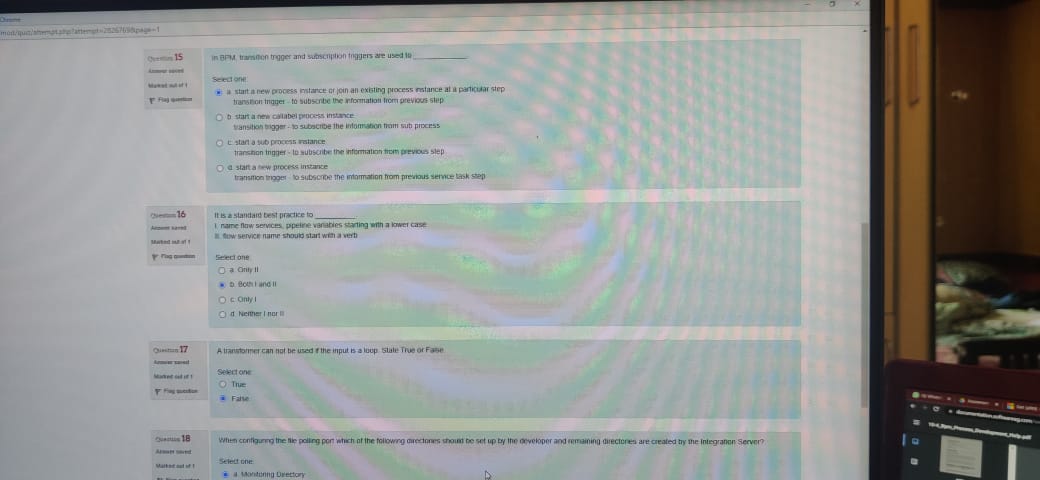 Chrome
mod/quiz/attempt.php?attempt=2826769&page=1
Question 15
Answer saved
Marked out of 1
Flag question
In BPM, transition trigger and subscription triggers are used to ____________
Select one:
a. start a new process instance or join an existing process instance at a particular step
transition trigger - to subscribe the information from previous step
b. start a new callabel process instance
transition trigger - to subscribe the information from sub process
c. start a sub process instance
transition trigger - to subscribe the information from previous step
d. start a new process instance
transition trigger - to subscribe the information from previous service task step
Question 16
Answer saved
Marked out of 1
Flag question
It is a standard best practice to _________
I. name flow services, pipeline variables starting with a lower case
II. flow service name should start with a verb
Select one:
a. Only II
b. Both I and II
c. Only I
d. Neither I nor II
Question 17
Answer saved
Marked out of 1
Flag question
A transformer can not be used if the input is a loop. State True or False
Select one:
True
False
Question 18
Answer saved
Marked out of 1
When configuring the file polling port which of the following directories should be set up by the developer and remaining directories are created by the Integration Server?
Select one:
a. Monitoring Directory
documentation.softwareag.com
10-4_Bpm_Process_Development_Help.pdf